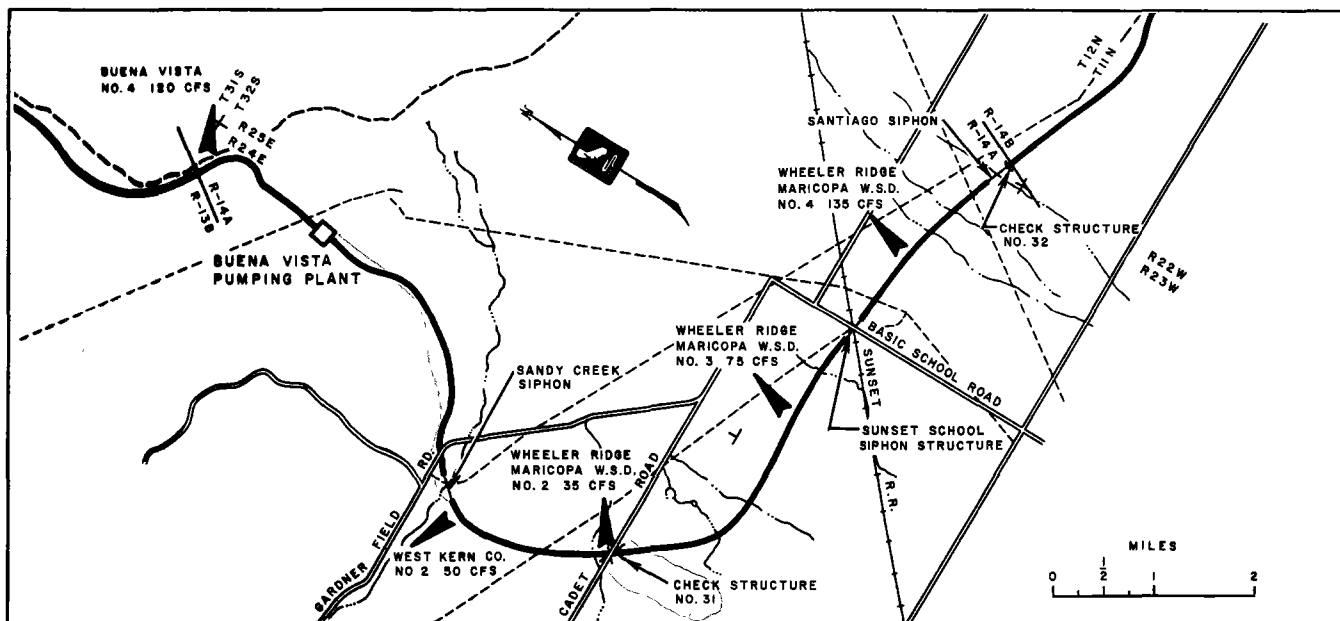 BUENA VISTA
NO. 4 120 CFS
T31S
T32S
R25E
R24E
R-14A
R-13B
BUENA VISTA
PUMPING PLANT
N
T12N
T11N
SANTIAGO SIPHON
R-14B
R-14A
WHEELER RIDGE
MARICOPA W.S.D.
NO. 4 135 CFS
CHECK STRUCTURE
NO. 32
R22W
R23W
WHEELER RIDGE
MARICOPA W.S.D.
NO. 3 75 CFS
BASIC SCHOOL ROAD
SUNSET
R.R.
SANDY CREEK
SIPHON
SUNSET SCHOOL
SIPHON STRUCTURE
WHEELER RIDGE
MARICOPA W.S.D.
NO. 2 35 CFS
GARDNER FIELD RD.
CADET ROAD
WEST KERN CO.
NO 2 50 CFS
CHECK STRUCTURE
NO. 31
MILES
0 1/2 1 2